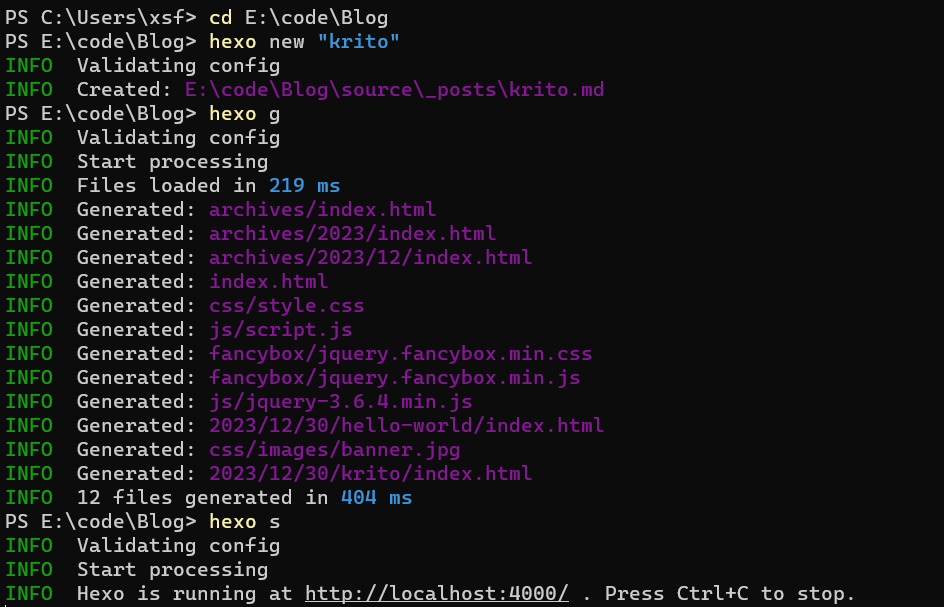 PS C:\Users\xsf> cd E:\code\Blog
PS E:\code\Blog> hexo new "krito"
INFO  Validating config
INFO  Created: E:\code\Blog\source\_posts\krito.md
PS E:\code\Blog> hexo g
INFO  Validating config
INFO  Start processing
INFO  Files loaded in 219 ms
INFO  Generated: archives/index.html
INFO  Generated: archives/2023/index.html
INFO  Generated: archives/2023/12/index.html
INFO  Generated: index.html
INFO  Generated: css/style.css
INFO  Generated: js/script.js
INFO  Generated: fancybox/jquery.fancybox.min.css
INFO  Generated: fancybox/jquery.fancybox.min.js
INFO  Generated: js/jquery-3.6.4.min.js
INFO  Generated: 2023/12/30/hello-world/index.html
INFO  Generated: css/images/banner.jpg
INFO  Generated: 2023/12/30/krito/index.html
INFO  12 files generated in 404 ms
PS E:\code\Blog> hexo s
INFO  Validating config
INFO  Start processing
INFO  Hexo is running at http://localhost:4000/ . Press Ctrl+C to stop.